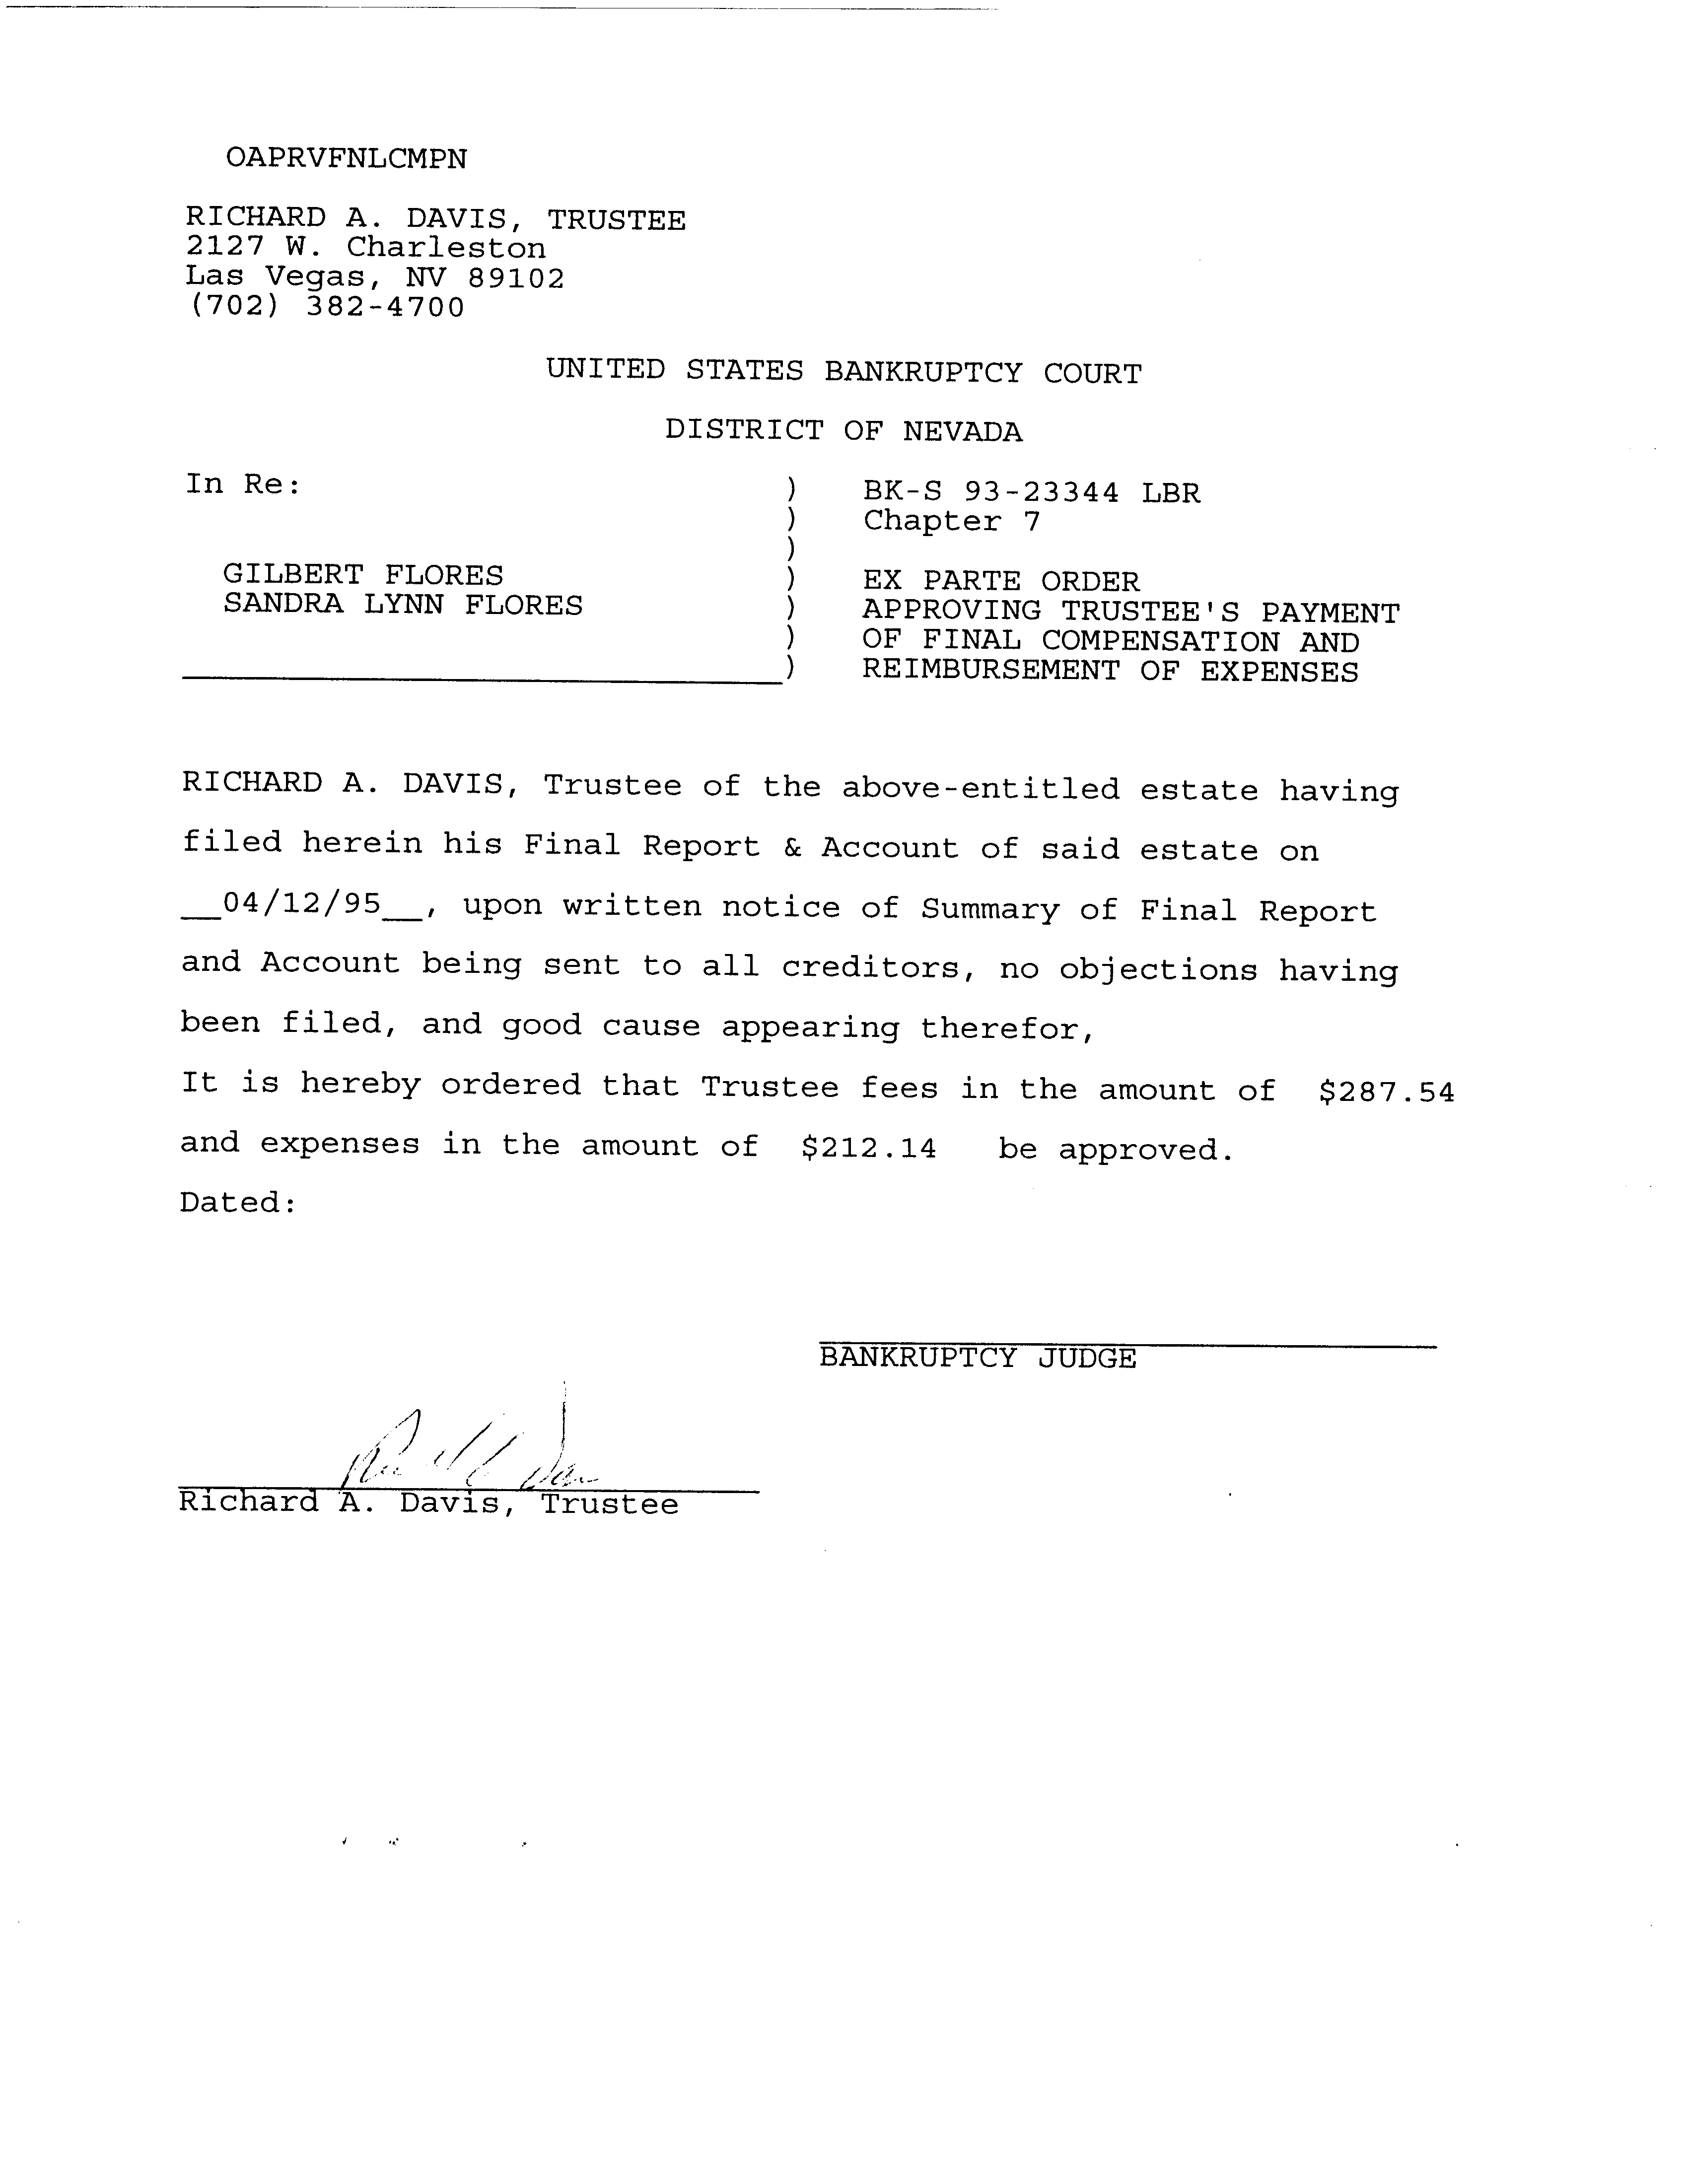 OAPRVFNLCMPN
RICHARD A. DAVIS, TRUSTEE
2127 W. Charleston
Las Vegas, NV 89102
(702) 382-4700
UNITED STATES BANKRUPTCY COURT
DISTRICT OF NEVADA
In Re:
) BK-S 93-23344 LBR
) Chapter 7
)
GILBERT FLORES ) EX PARTE ORDER
SANDRA LYNN FLORES ) APPROVING TRUSTEE'S PAYMENT
) OF FINAL COMPENSATION AND
) REIMBURSEMENT OF EXPENSES
RICHARD A. DAVIS, Trustee of the above-entitled estate having
filed herein his Final Report & Account of said estate on
__04/12/95__, upon written notice of Summary of Final Report
and Account being sent to all creditors, no objections having
been filed, and good cause appearing therefor,
It is hereby ordered that Trustee fees in the amount of $287.54
and expenses in the amount of $212.14 be approved.
Dated:
BANKRUPTCY JUDGE
Richard A. Davis, Trustee